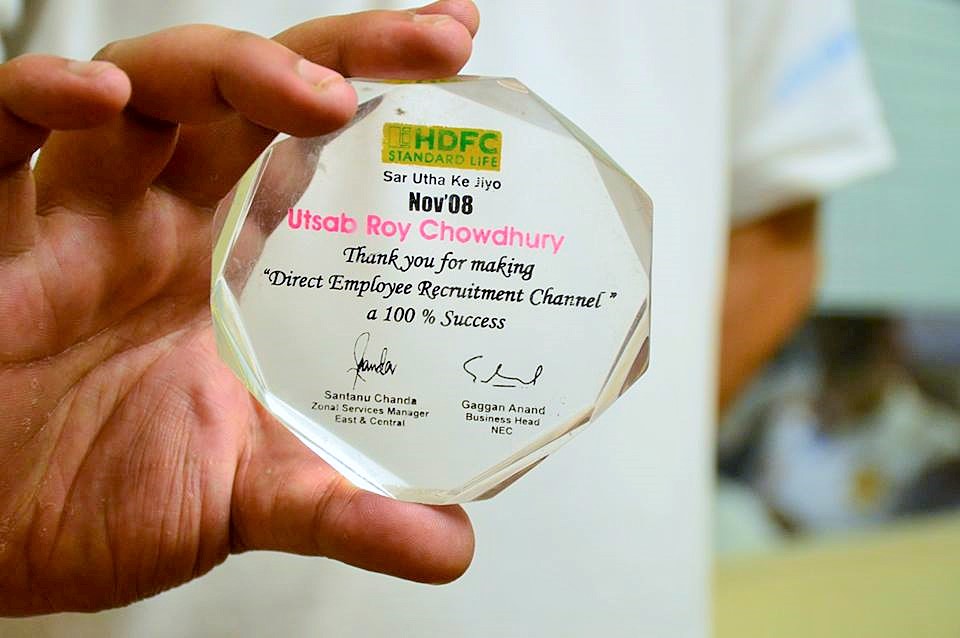 HDFC
STANDARD LIFE
Sar Utha Ke Jiyo
Nov'08
Utsab Roy Chowdhury
Thank you for making
"Direct Employee Recruitment Channel"
a 100 % Success
Santanu Chanda
Zonal Services Manager
East & Central
Gaggan Anand
Business Head
NEC